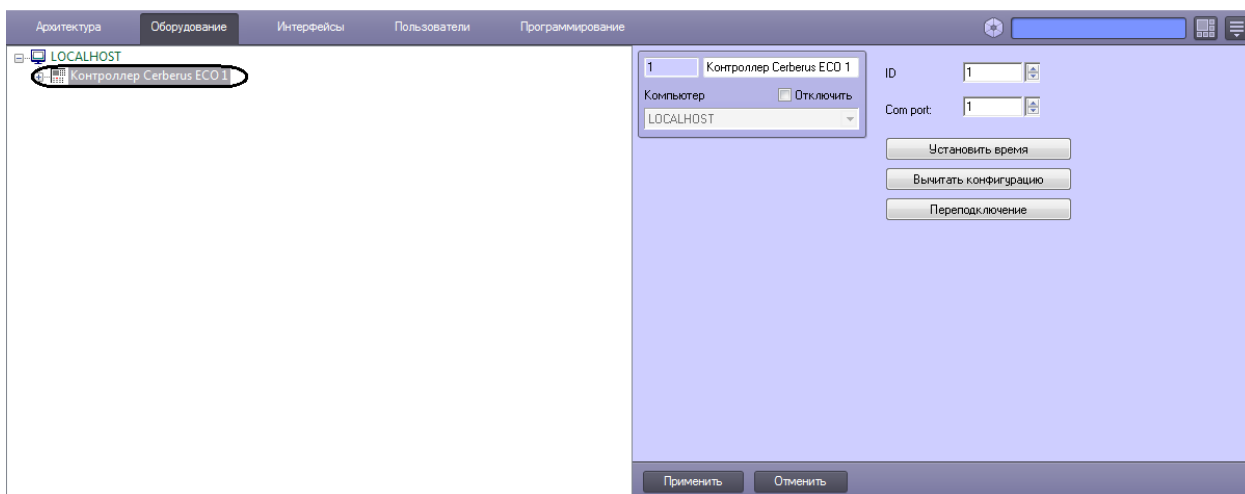 Архитектура Оборудование Интерфейсы Пользователи Программирование
LOCALHOST
Контроллер Cerberus ECO 1
1 Контроллер Cerberus ECO 1
Компьютер Отключить
LOCALHOST
ID 1
Com port: 1
Установить время
Вычитать конфигурацию
Переподключение
Применить Отменить